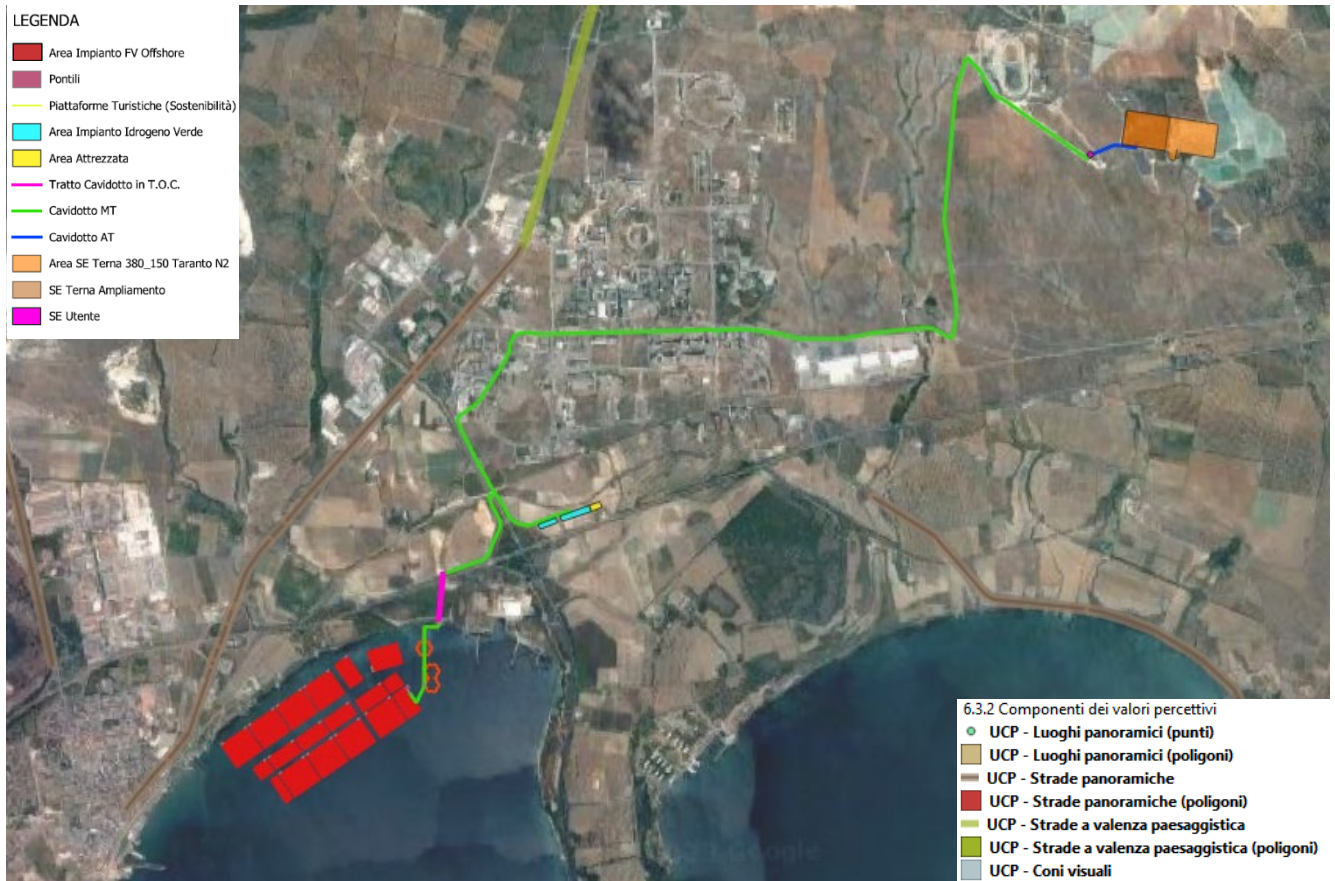 LEGENDA
Area Impianto FV Offshore
Pontili
Piattaforme Turistiche (Sostenibilità)
Area Impianto Idrogeno Verde
Area Attrezzata
Tratto Cavidotto in T.O.C.
Cavidotto MT
Cavidotto AT
Area SE Terna 380_150 Taranto N2
SE Terna Ampliamento
SE Utente
Google
6.3.2 Componenti dei valori percettivi
UCP - Luoghi panoramici (punti)
UCP - Luoghi panoramici (poligoni)
UCP - Strade panoramiche
UCP - Strade panoramiche (poligoni)
UCP - Strade a valenza paesaggistica
UCP - Strade a valenza paesaggistica (poligoni)
UCP - Coni visuali